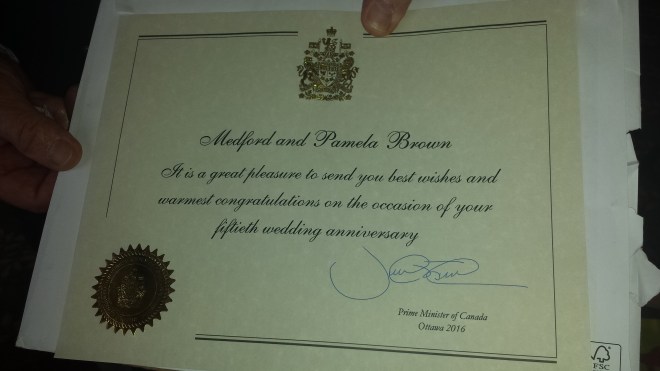 Medford and Pamela Brown
It is a great pleasure to send you best wishes and
warmest congratulations on the occasion of your
fiftieth wedding anniversary
Prime Minister of Canada
Ottawa 2016
FSC